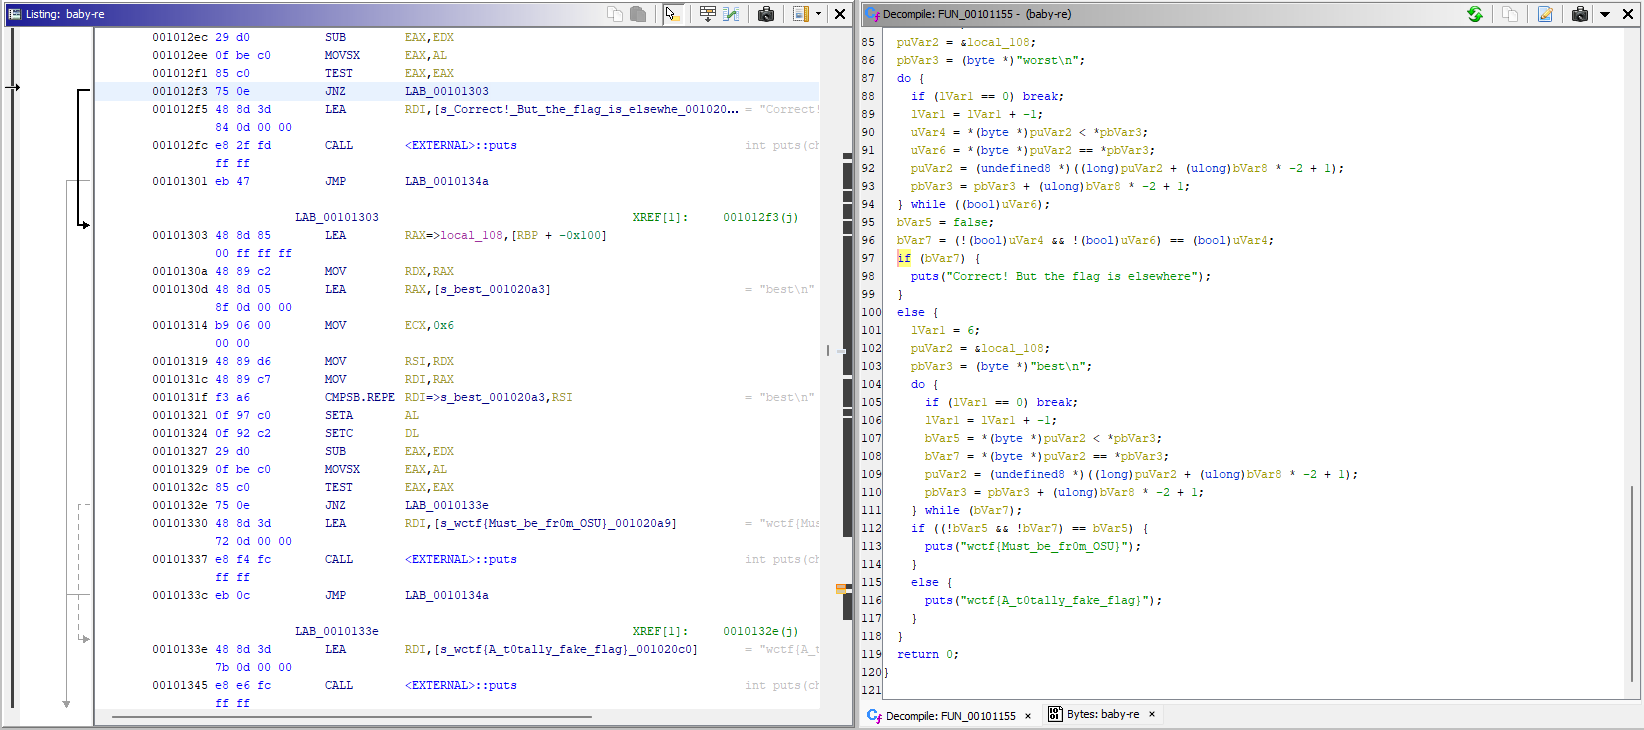 Listing: baby-re
001012ec 29 d0 SUB EAX,EDX
001012ee 0f be c0 MOVSX EAX,AL
001012f1 85 c0 TEST EAX,EAX
001012f3 75 0e JNZ LAB_00101303
001012f5 48 8d 3d LEA RDI,[s_Correct!_But_the_flag_is_elsewhe_001020... = "Correct!
84 0d 00 00
001012fc e8 2f fd CALL <EXTERNAL>::puts int puts(ch
ff ff
00101301 eb 47 JMP LAB_0010134a
LAB_00101303 XREF[1]: 001012f3(j)
00101303 48 8d 85 LEA RAX=>local_108,[RBP + -0x100]
00 ff ff ff
0010130a 48 89 c2 MOV RDX,RAX
0010130d 48 8d 05 LEA RAX,[s_best_001020a3] = "best\n"
8f 0d 00 00
00101314 b9 06 00 MOV ECX,0x6
00 00
00101319 48 89 d6 MOV RSI,RDX
0010131c 48 89 c7 MOV RDI,RAX
0010131f f3 a6 CMPSB.REPE RDI=>s_best_001020a3,RSI = "best\n"
00101321 0f 97 c0 SETA AL
00101324 0f 92 c2 SETC DL
00101327 29 d0 SUB EAX,EDX
00101329 0f be c0 MOVSX EAX,AL
0010132c 85 c0 TEST EAX,EAX
0010132e 75 0e JNZ LAB_0010133e
00101330 48 8d 3d LEA RDI,[s_wctf{Must_be_fr0m_OSU}_001020a9] = "wctf{Mus
72 0d 00 00
00101337 e8 f4 fc CALL <EXTERNAL>::puts int puts(ch
ff ff
0010133c eb 0c JMP LAB_0010134a
LAB_0010133e XREF[1]: 0010132e(j)
0010133e 48 8d 3d LEA RDI,[s_wctf{A_t0tally_fake_flag}_001020c0] = "wctf{A_t
7b 0d 00 00
00101345 e8 e6 fc CALL <EXTERNAL>::puts int puts(ch
ff ff
Decompile: FUN_00101155 - (baby-re)
85 puVar2 = &local_108;
86 pbVar3 = (byte *)"worst\n";
87 do {
88 if (lVar1 == 0) break;
89 lVar1 = lVar1 + -1;
90 uVar4 = *(byte *)puVar2 < *pbVar3;
91 uVar6 = *(byte *)puVar2 == *pbVar3;
92 puVar2 = (undefined8 *)((long)puVar2 + (ulong)bVar8 * -2 + 1);
93 pbVar3 = pbVar3 + (ulong)bVar8 * -2 + 1;
94 } while ((bool)uVar6);
95 bVar5 = false;
96 bVar7 = (!(bool)uVar4 && !(bool)uVar6) == (bool)uVar4;
97 if (bVar7) {
98 puts("Correct! But the flag is elsewhere");
99 }
100 else {
101 lVar1 = 6;
102 puVar2 = &local_108;
103 pbVar3 = (byte *)"best\n";
104 do {
105 if (lVar1 == 0) break;
106 lVar1 = lVar1 + -1;
107 bVar5 = *(byte *)puVar2 < *pbVar3;
108 bVar7 = *(byte *)puVar2 == *pbVar3;
109 puVar2 = (undefined8 *)((long)puVar2 + (ulong)bVar8 * -2 + 1);
110 pbVar3 = pbVar3 + (ulong)bVar8 * -2 + 1;
111 } while (bVar7);
112 if ((!bVar5 && !bVar7) == bVar5) {
113 puts("wctf{Must_be_fr0m_OSU}");
114 }
115 else {
116 puts("wctf{A_t0tally_fake_flag}");
117 }
118 }
119 return 0;
120 }
121
Decompile: FUN_00101155 × Bytes: baby-re ×